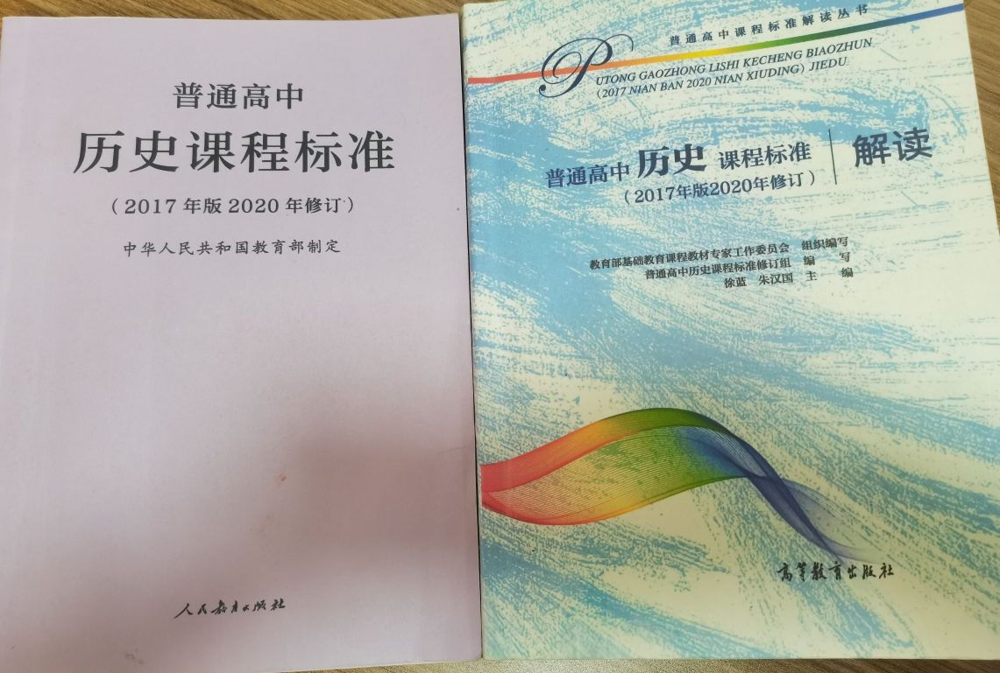 普通高中
历史课程标准
（2017年版2020年修订）
中华人民共和国教育部制定
人民教育出版社
普通高中课程标准解读丛书
PUTONG GAOZHONG LISHI KECHENG BIAOZHUN
(2017 NIAN BAN 2020 NIAN XIUDING) JIEDU
普通高中 历史 课程标准 解读
（2017年版2020年修订）
教育部基础教育课程教材专家工作委员会 组织编写
普通高中历史课程标准修订组 编 写
徐蓝 朱汉国 主 编
高等教育出版社